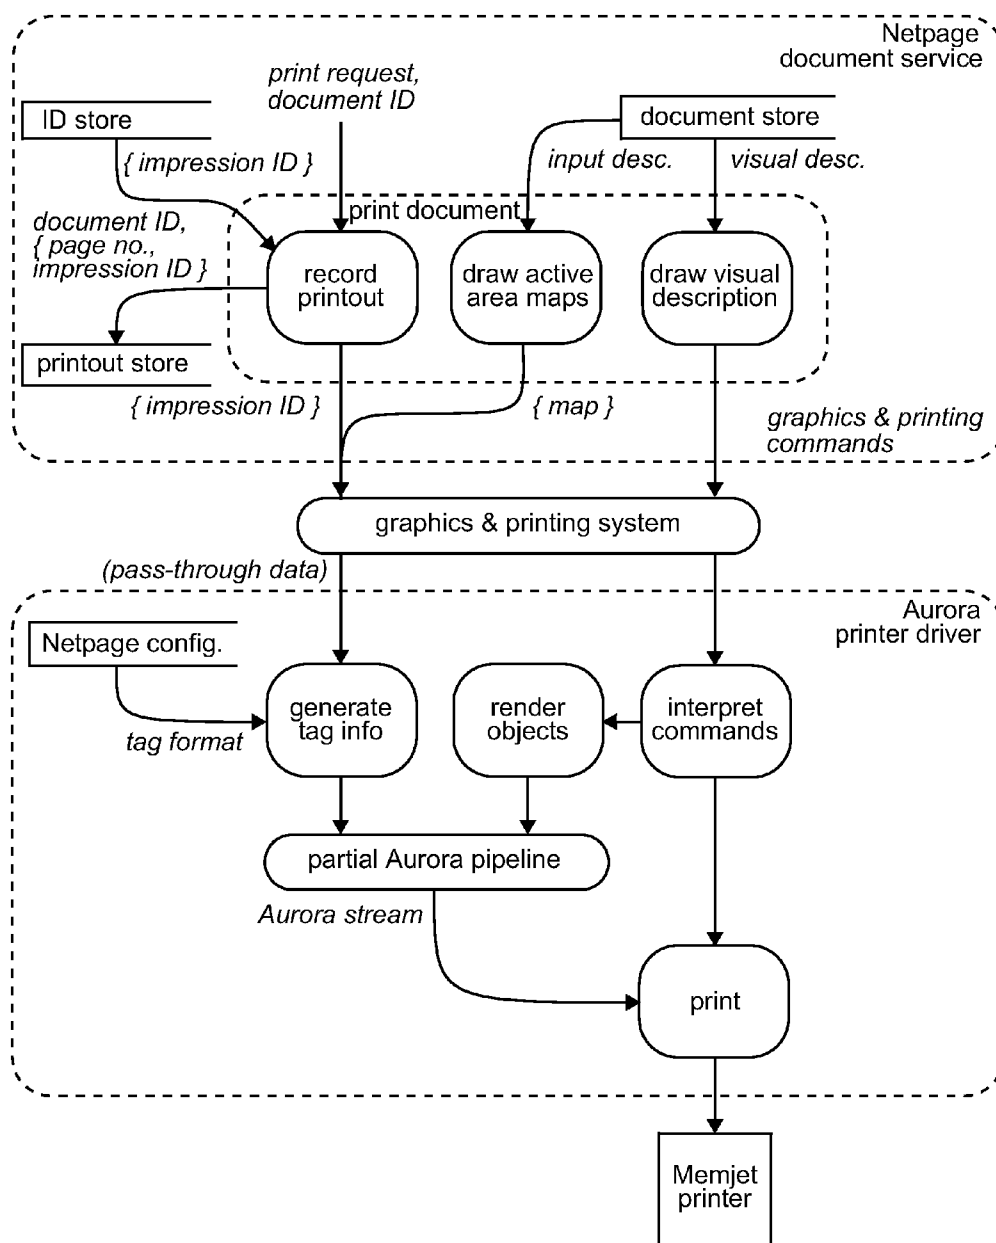 Netpage
document service
print request,
document ID
ID store
document store
{ impression ID }
input desc.
visual desc.
print document
document ID,
{ page no.,
impression ID }
record
printout
draw active
area maps
draw visual
description
printout store
{ impression ID }
{ map }
graphics & printing
commands
graphics & printing system
(pass-through data)
Aurora
printer driver
Netpage config.
generate
tag info
render
objects
interpret
commands
tag format
partial Aurora pipeline
Aurora stream
print
Memjet
printer